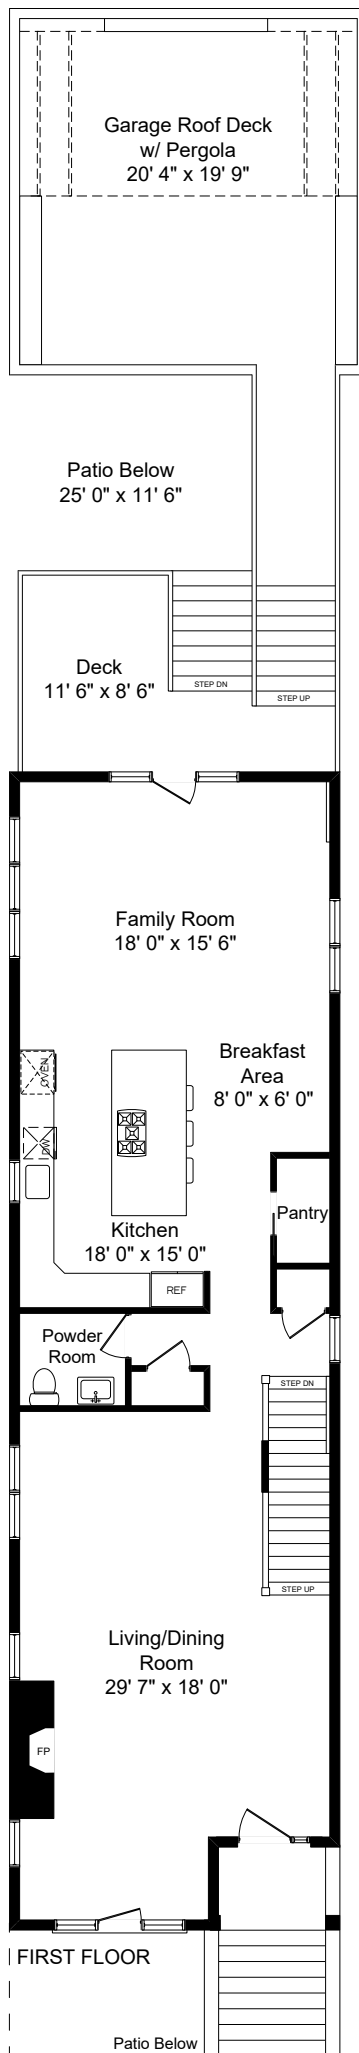 Garage Roof Deck
w/ Pergola
20' 4" x 19' 9"
Patio Below
25' 0" x 11' 6"
Deck
11' 6" x 8' 6"
STEP DN
STEP UP
Family Room
18' 0" x 15' 6"
Breakfast
Area
8' 0" x 6' 0"
OVEN
DW
Pantry
Kitchen
18' 0" x 15' 0"
REF
Powder
Room
STEP DN
STEP UP
Living/Dining
Room
29' 7" x 18' 0"
FP
FIRST FLOOR
Patio Below